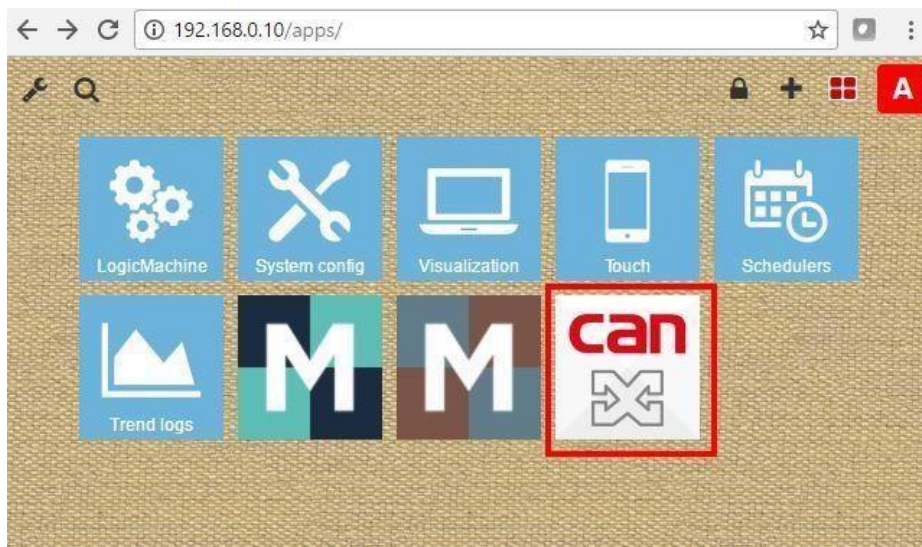 192.168.0.10/apps/
A
LogicMachine
System config
Visualization
Touch
Schedulers
Trend logs
M
M
can